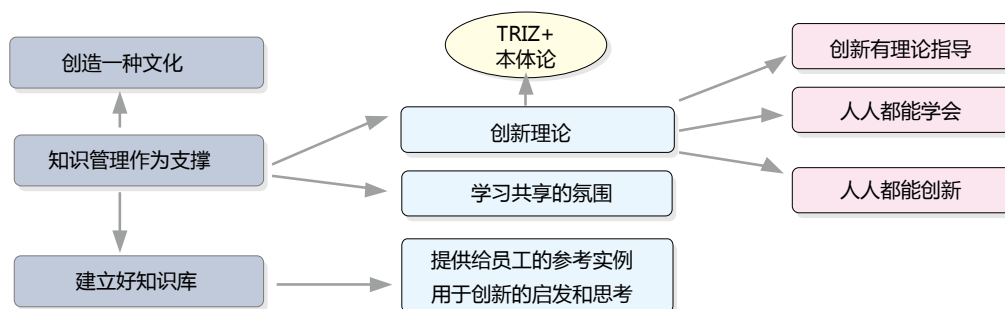 TRIZ+
本体论
创造一种文化
创新有理论指导
创新理论
人人都能学会
知识管理作为支撑
学习共享的氛围
人人都能创新
建立好知识库
提供给员工的参考实例
用于创新的启发和思考